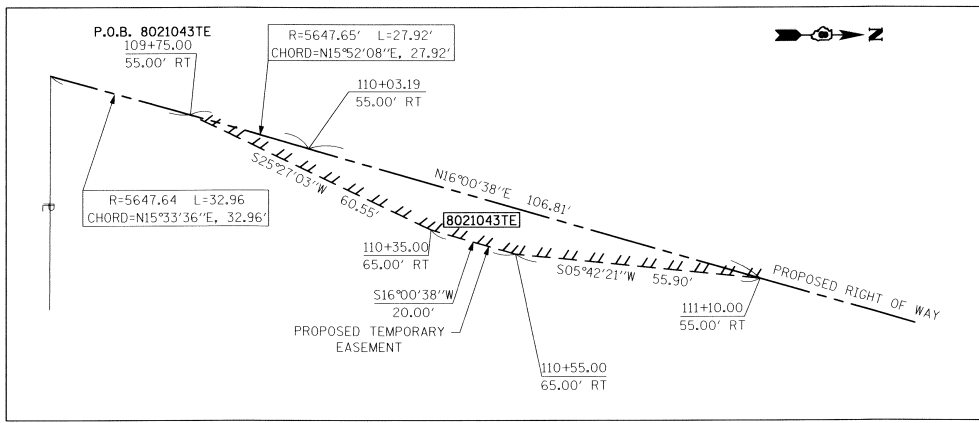 P.O.B. 8021043TE
109+75.00
55.00' RT
R=5647.65' L=27.92'
CHORD=N15°52'08"E, 27.92'
N
110+03.19
55.00' RT
S25°27'03"W
60.55'
N16°00'38"E 106.81'
R=5647.64 L=32.96
CHORD=N15°33'36"E, 32.96'
PL
8021043TE
110+35.00
65.00' RT
S05°42'21"W 55.90'
PROPOSED RIGHT OF WAY
S16°00'38"W
20.00'
111+10.00
55.00' RT
PROPOSED TEMPORARY
EASEMENT
110+55.00
65.00' RT